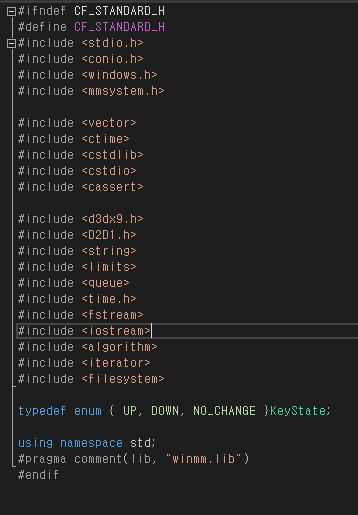 #ifndef CF_STANDARD_H
#define CF_STANDARD_H
#include <stdio.h>
#include <conio.h>
#include <windows.h>
#include <mmsystem.h>
#include <vector>
#include <ctime>
#include <cstdlib>
#include <cstdio>
#include <cassert>
#include <d3dx9.h>
#include <D2D1.h>
#include <string>
#include <limits>
#include <queue>
#include <time.h>
#include <fstream>
#include <iostream>
#include <algorithm>
#include <iterator>
#include <filesystem>
typedef enum { UP, DOWN, NO_CHANGE }KeyState;
using namespace std;
#pragma comment(lib, "winmm.lib")
#endif